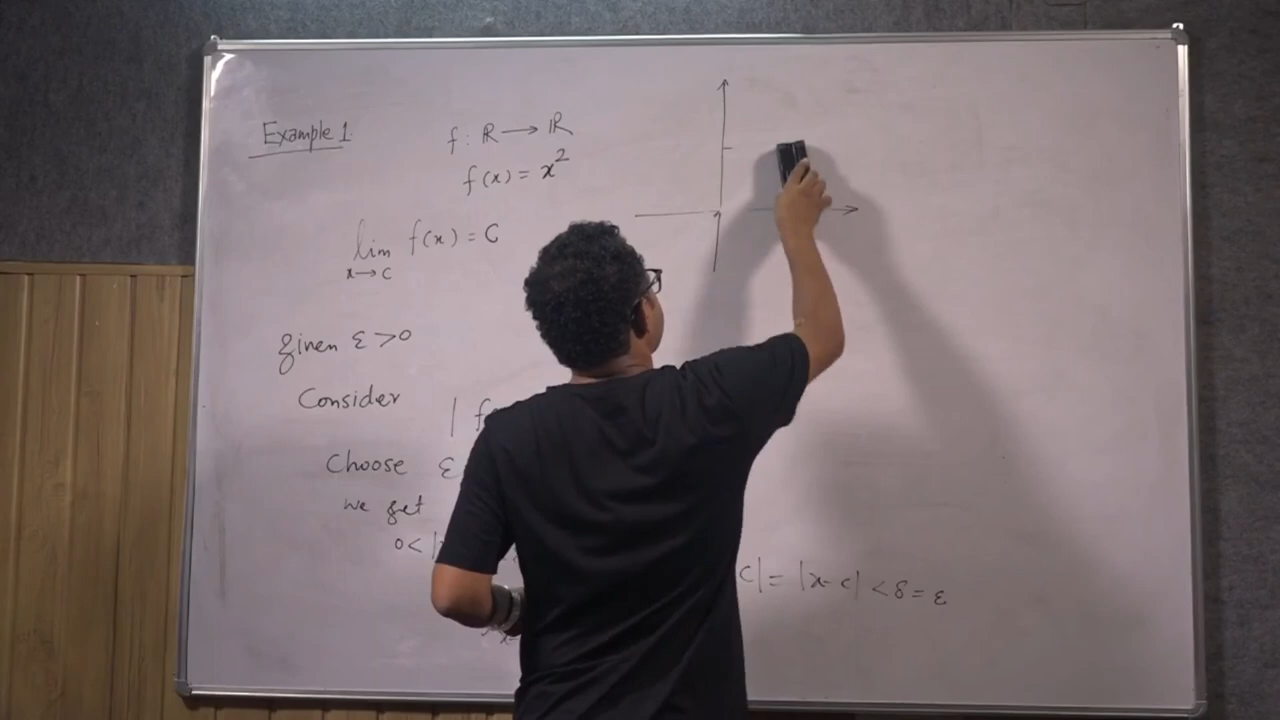 Example 1.
f : ℝ → ℝ
f(x) = x²
lim f(x) = C
x→c
given ε > 0
Consider | f
Choose ε
we get
0 < |
c| = |x - c| < δ = ε